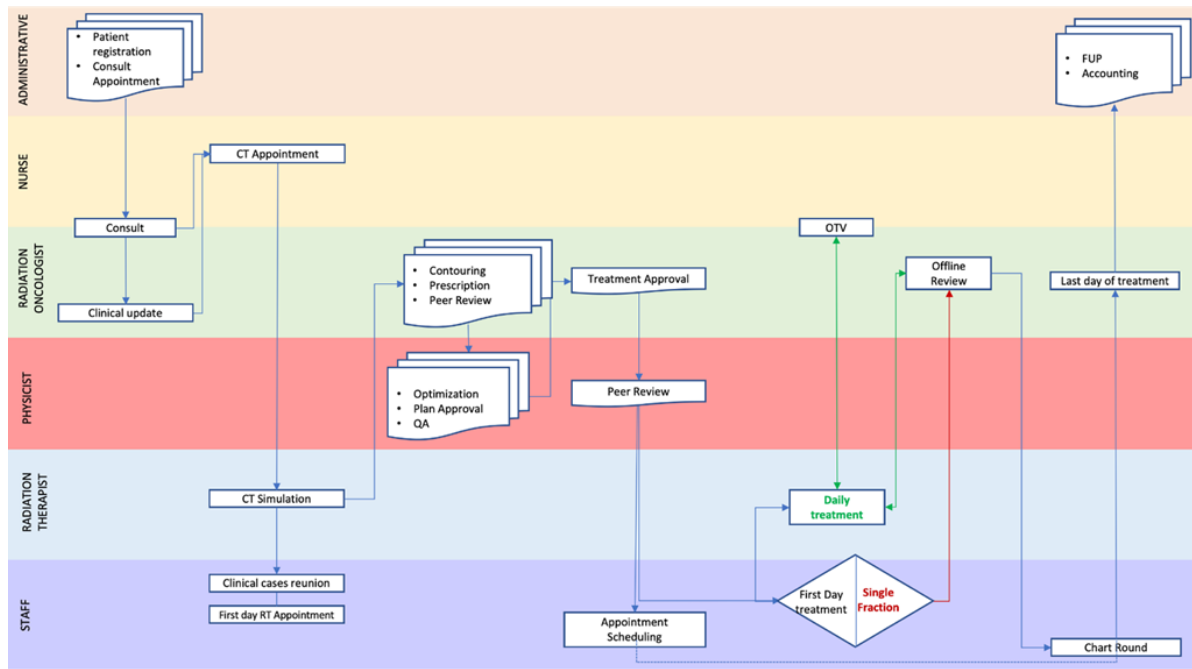 ADMINISTRATIVE
• Patient
registration
• Consult
Appointment
• FUP
• Accounting
NURSE
CT Appointment
Consult
RADIATION
ONCOLOGIST
OTV
• Contouring
• Prescription
• Peer Review
Treatment Approval
Offline
Review
Last day of treatment
Clinical update
PHYSICIST
• Optimization
• Plan Approval
• QA
Peer Review
RADIATION
THERAPIST
CT Simulation
Daily
treatment
STAFF
Clinical cases reunion
First day RT Appointment
Appointment
Scheduling
First Day
treatment
Single
Fraction
Chart Round